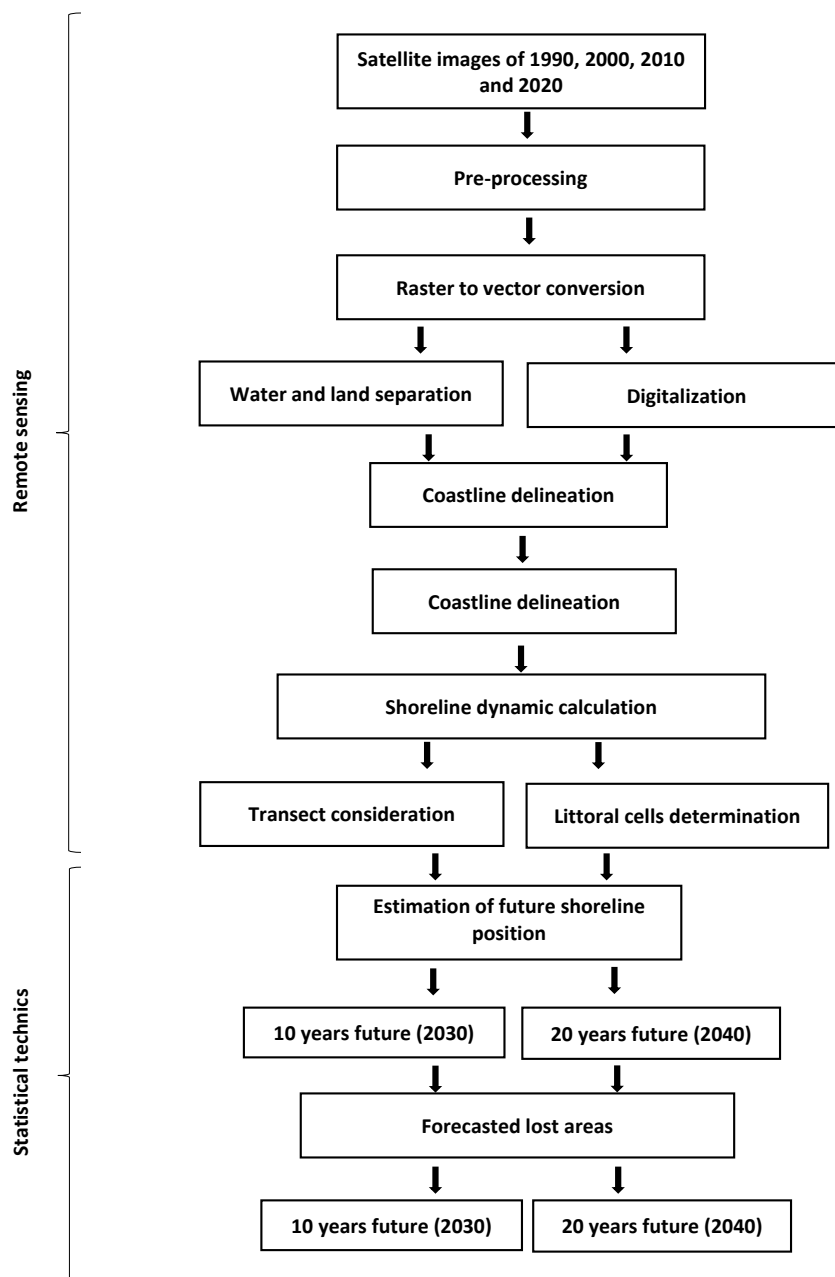 Satellite images of 1990, 2000, 2010
and 2020
Pre-processing
Raster to vector conversion
Water and land separation
Digitalization
Coastline delineation
Coastline delineation
Shoreline dynamic calculation
Transect consideration
Littoral cells determination
Remote sensing
Estimation of future shoreline
position
10 years future (2030)
20 years future (2040)
Forecasted lost areas
10 years future (2030)
20 years future (2040)
Statistical technics